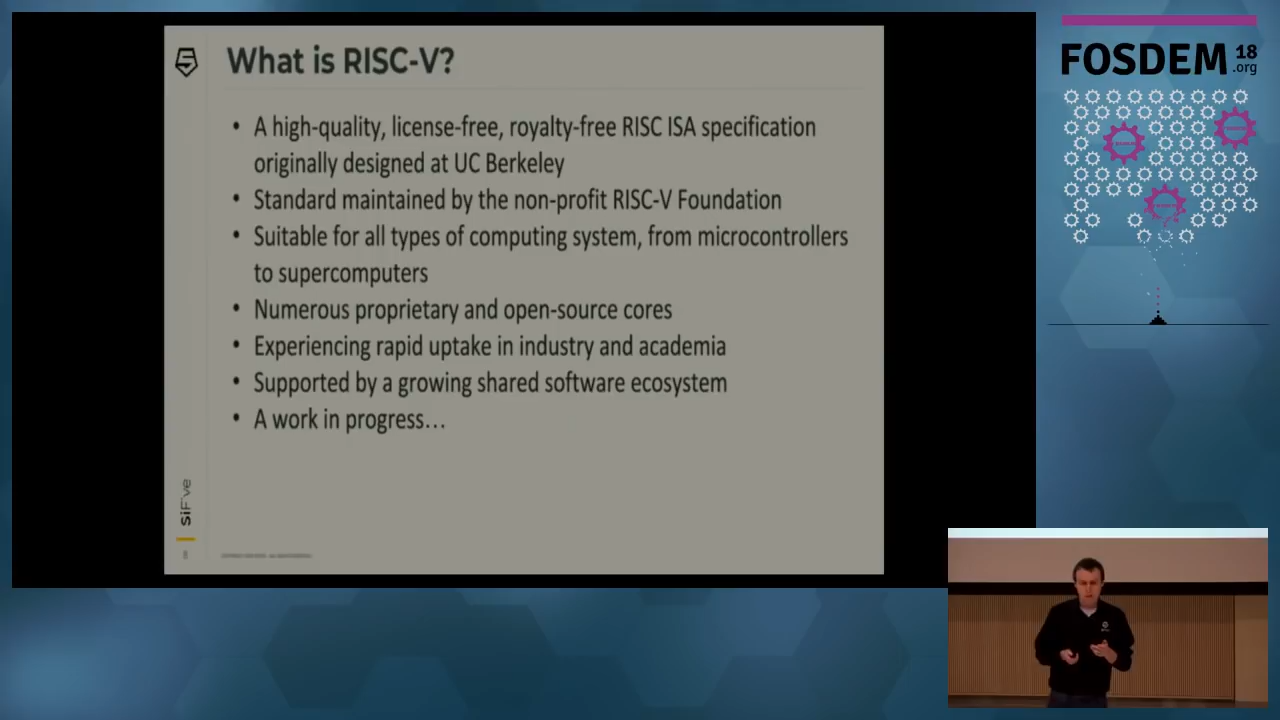 What is RISC-V?
• A high-quality, license-free, royalty-free RISC ISA specification
originally designed at UC Berkeley
• Standard maintained by the non-profit RISC-V Foundation
• Suitable for all types of computing system, from microcontrollers
to supercomputers
• Numerous proprietary and open-source cores
• Experiencing rapid uptake in industry and academia
• Supported by a growing shared software ecosystem
• A work in progress…
SiFive
FOSDEM 18
.org